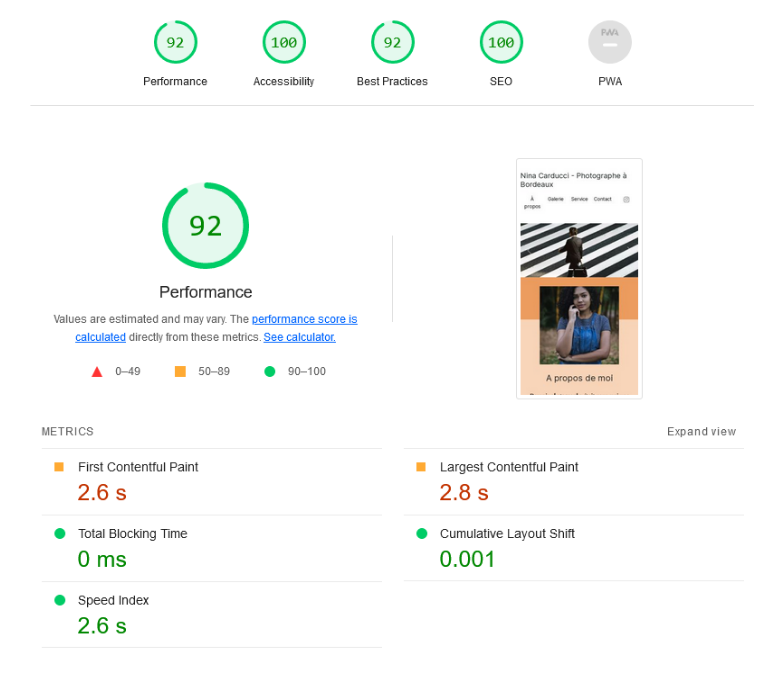 92
100
92
100
PWA
Performance
Accessibility
Best Practices
SEO
PWA
92
Performance
Values are estimated and may vary. The performance score is
calculated directly from these metrics. See calculator.
0–49
50–89
90–100
Nina Carducci - Photographe à
Bordeaux
À
propos
Galerie
Service
Contact
A propos de moi
METRICS
Expand view
First Contentful Paint
2.6 s
Largest Contentful Paint
2.8 s
Total Blocking Time
0 ms
Cumulative Layout Shift
0.001
Speed Index
2.6 s